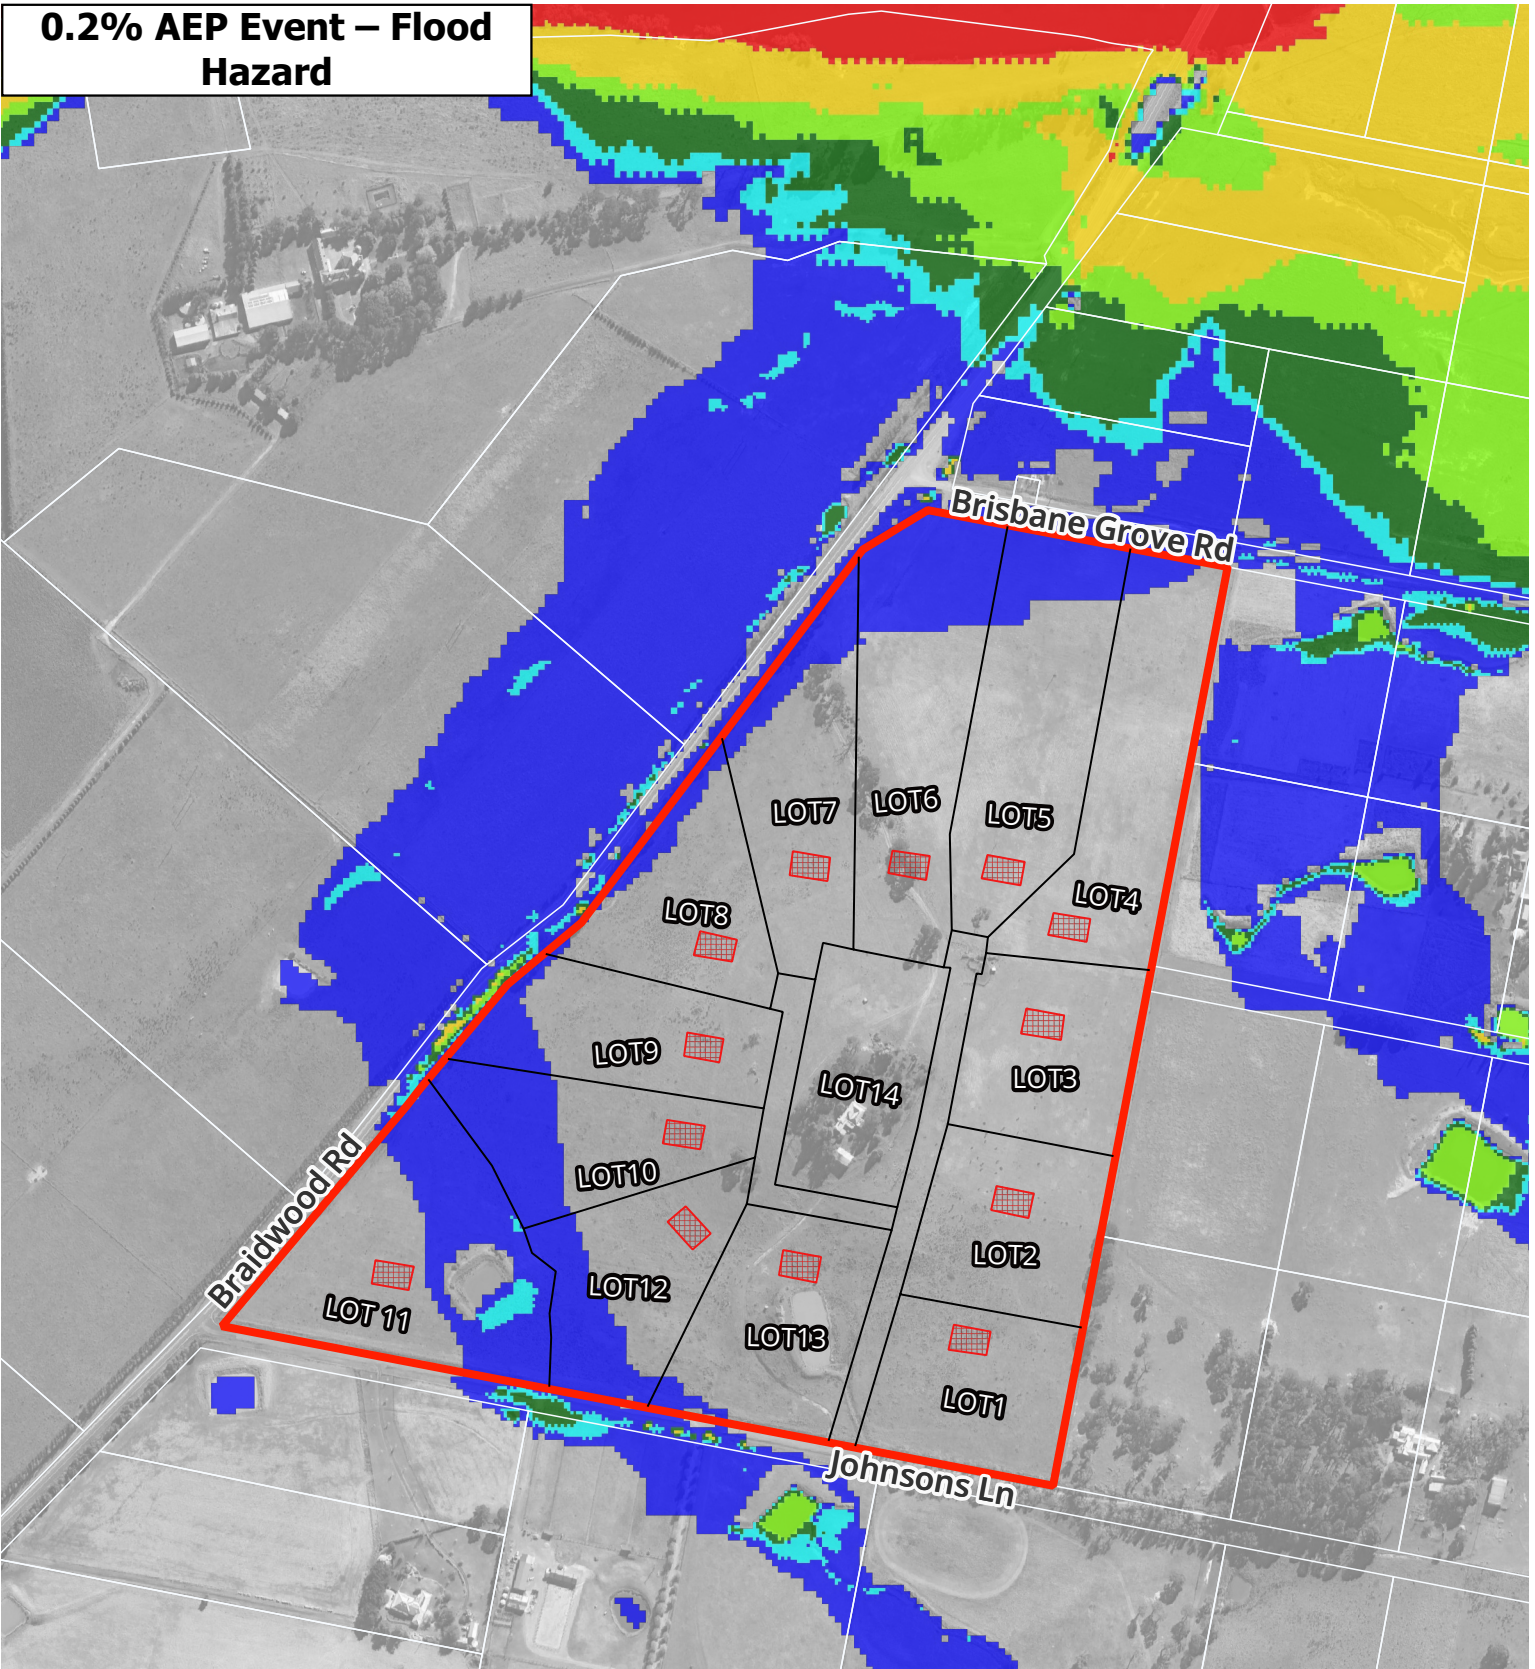 0.2% AEP Event – Flood
Hazard
Brisbane Grove Rd
LOT7
LOT6
LOT5
LOT4
LOT8
LOT9
LOT14
LOT3
LOT10
LOT2
LOT12
LOT 11
LOT13
LOT1
Braidwood Rd
Johnsons Ln